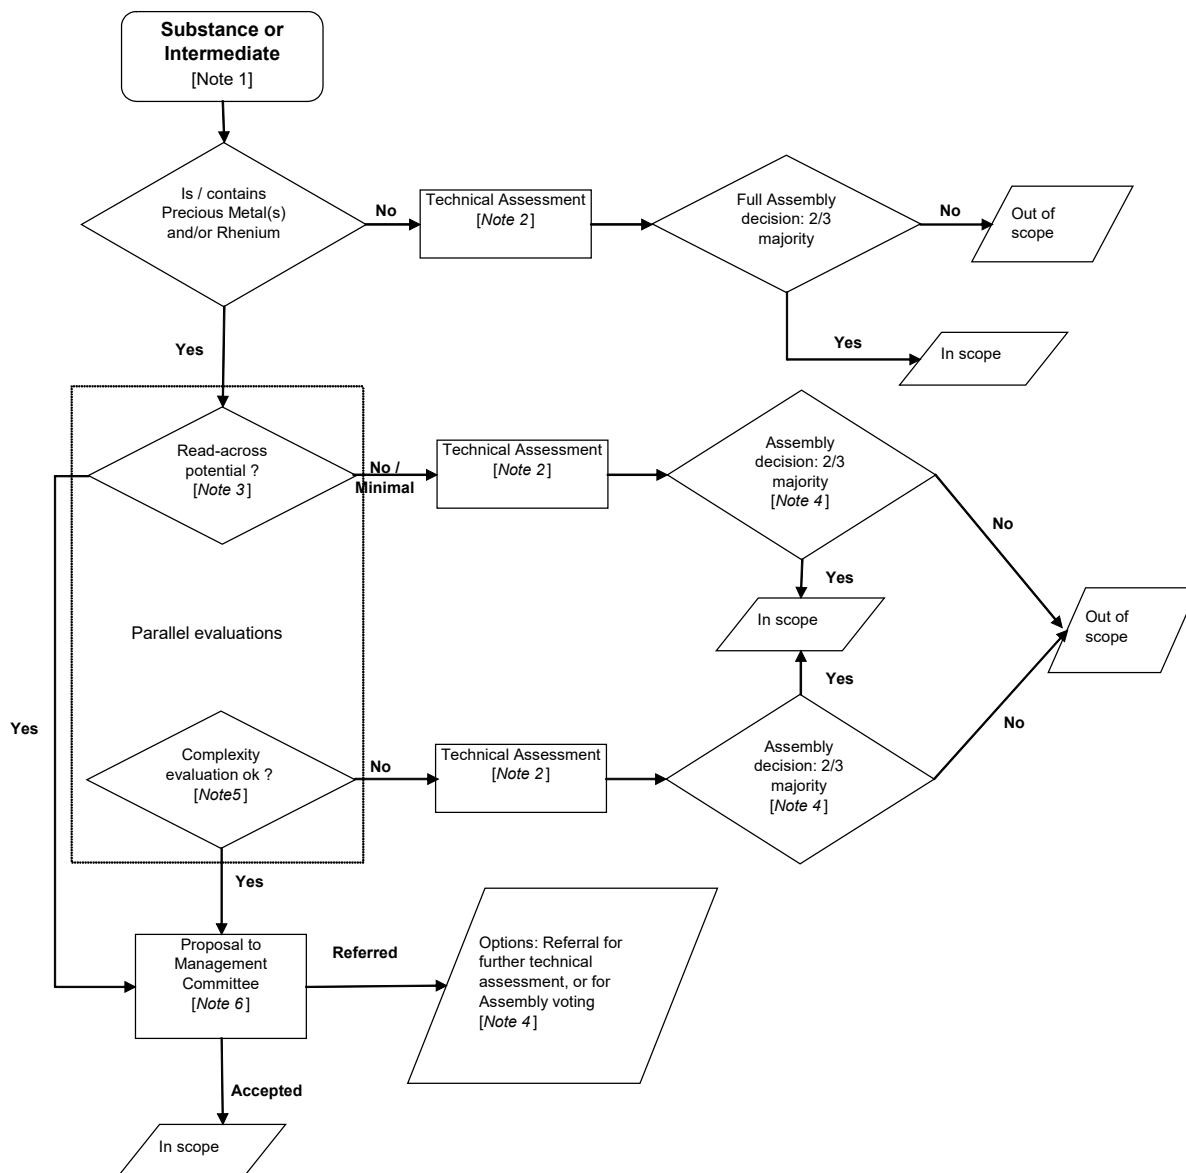 Substance or
Intermediate
[Note 1]
Is / contains
Precious Metal(s)
and/or Rhenium
No
Technical Assessment
[Note 2]
Full Assembly
decision: 2/3
majority
No
Out of
scope
Yes
In scope
Yes
Read-across
potential ?
[Note 3]
No /
Minimal
Technical Assessment
[Note 2]
Assembly
decision: 2/3
majority
[Note 4]
No
Yes
In scope
Out of
scope
Parallel evaluations
Yes
Yes
No
Complexity
evaluation ok ?
[Note5]
No
Technical Assessment
[Note 2]
Assembly
decision: 2/3
majority
[Note 4]
Yes
Proposal to
Management
Committee
[Note 6]
Referred
Options: Referral for
further technical
assessment, or for
Assembly voting
[Note 4]
Accepted
In scope